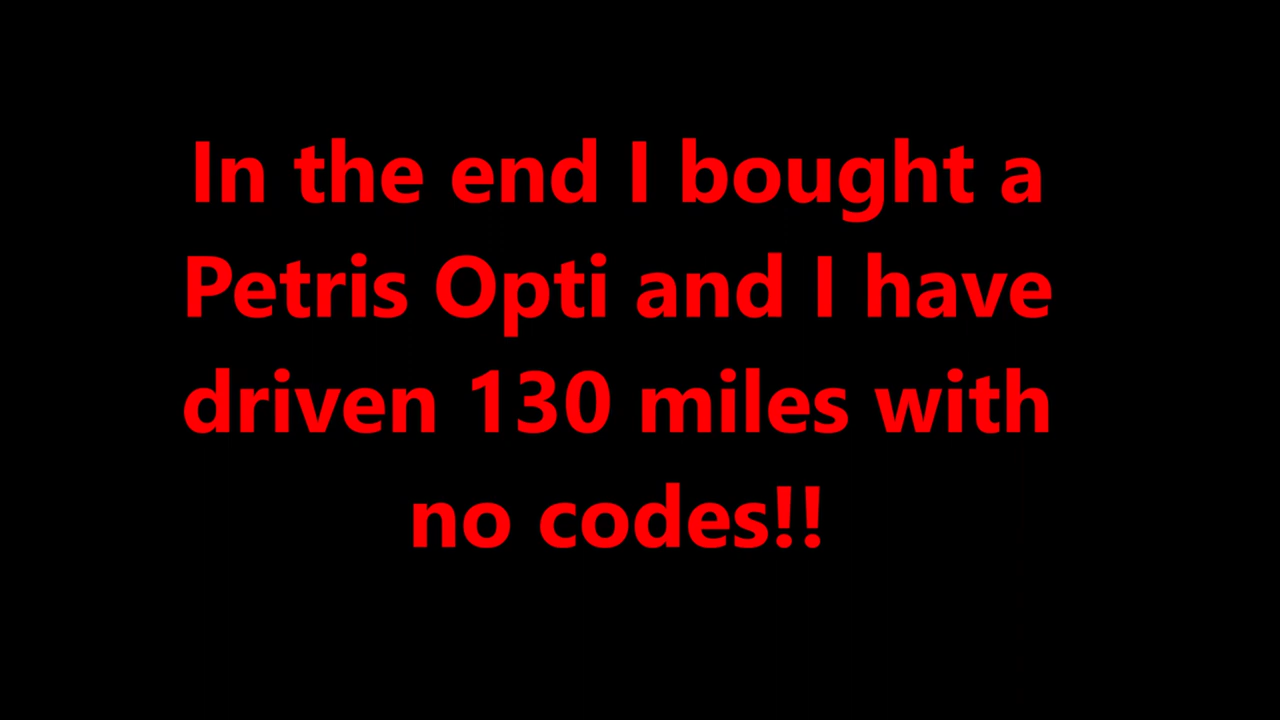 In the end I bought a
Petris Opti and I have
driven 130 miles with
no codes!!